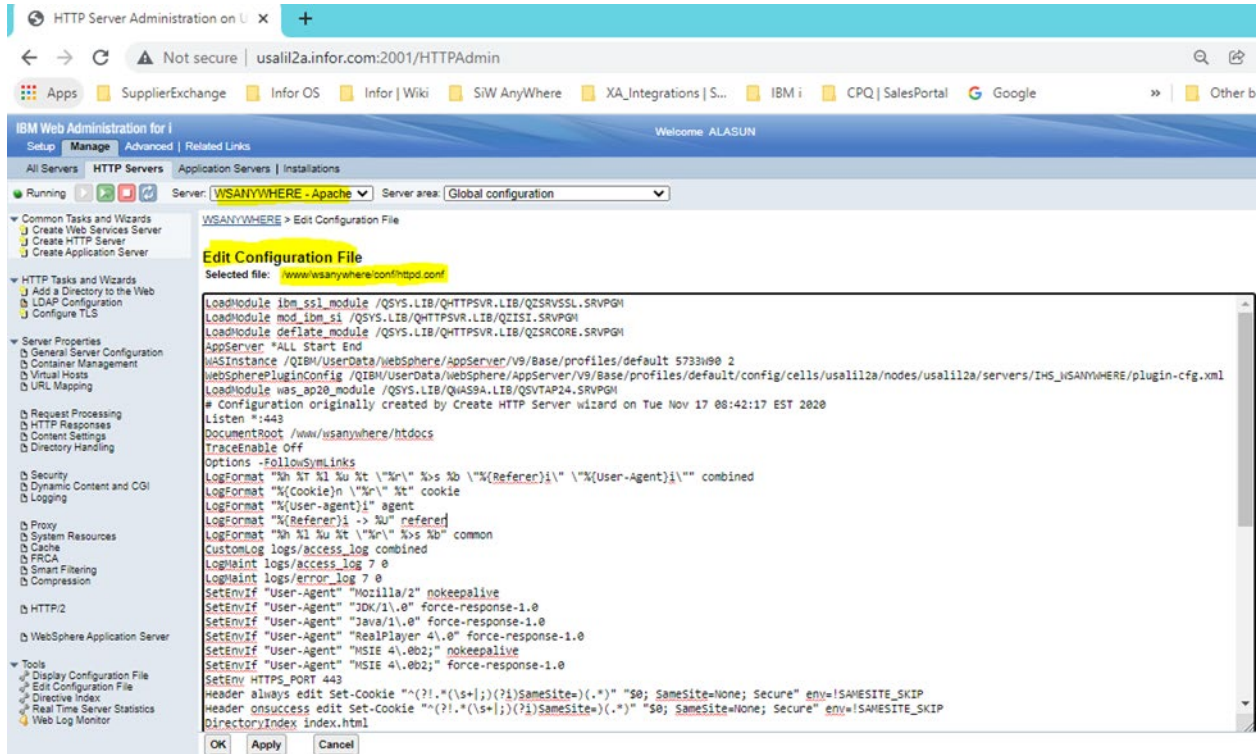 HTTP Server Administration on U
Not secure | usalil2a.infor.com:2001/HTTPAdmin
Apps SupplierExchange Infor OS Infor | Wiki SiW AnyWhere XA_Integrations | S... IBM i CPQ | SalesPortal Google » Other b
IBM Web Administration for i
Welcome ALASUN
Setup Manage Advanced | Related Links
All Servers HTTP Servers Application Servers | Installations
Running Server: WSANYWHERE - Apache Server area: Global configuration
Common Tasks and Wizards
Create Web Services Server
Create HTTP Server
Create Application Server
HTTP Tasks and Wizards
Add a Directory to the Web
LDAP Configuration
Configure TLS
Server Properties
General Server Configuration
Container Management
Virtual Hosts
URL Mapping
Request Processing
HTTP Responses
Content Settings
Directory Handling
Security
Dynamic Content and CGI
Logging
Proxy
System Resources
Cache
FRCA
Smart Filtering
Compression
HTTP/2
WebSphere Application Server
Tools
Display Configuration File
Edit Configuration File
Directive Index
Real Time Server Statistics
Web Log Monitor
WSANYWHERE > Edit Configuration File
Edit Configuration File
Selected file: /www/wsanywhere/conf/httpd.conf
LoadModule ibm_ssl_module /QSYS.LIB/QHTTPSVR.LIB/QZSRVSSL.SRVPGM
LoadModule mod_ibm_si /QSYS.LIB/QHTTPSVR.LIB/QZISI.SRVPGM
LoadModule deflate_module /QSYS.LIB/QHTTPSVR.LIB/QZSRCORE.SRVPGM
AppServer *ALL Start End
WASInstance /QIBM/UserData/WebSphere/AppServer/V9/Base/profiles/default 5733W90 2
WebSpherePluginConfig /QIBM/UserData/WebSphere/AppServer/V9/Base/profiles/default/config/cells/usalil2a/nodes/usalil2a/servers/IHS_WSANYWHERE/plugin-cfg.xml
LoadModule was_ap20_module /QSYS.LIB/QWAS9A.LIB/QSVTAP24.SRVPGM
# Configuration originally created by Create HTTP Server wizard on Tue Nov 17 08:42:17 EST 2020
Listen *:443
DocumentRoot /www/wsanywhere/htdocs
TraceEnable Off
Options -FollowSymLinks
LogFormat "%h %T %l %u %t \"%r\" %>s %b \"%{Referer}i\" \"%{User-Agent}i\"" combined
LogFormat "%{Cookie}n \"%r\" %t" cookie
LogFormat "%{User-agent}i" agent
LogFormat "%{Referer}i -> %U" referer
LogFormat "%h %l %u %t \"%r\" %>s %b" common
CustomLog logs/access_log combined
LogMaint logs/access_log 7 0
LogMaint logs/error_log 7 0
SetEnvIf "User-Agent" "Mozilla/2" nokeepalive
SetEnvIf "User-Agent" "JDK/1\.0" force-response-1.0
SetEnvIf "User-Agent" "Java/1\.0" force-response-1.0
SetEnvIf "User-Agent" "RealPlayer 4\.0" force-response-1.0
SetEnvIf "User-Agent" "MSIE 4\.0b2;" nokeepalive
SetEnvIf "User-Agent" "MSIE 4\.0b2;" force-response-1.0
SetEnv HTTPS_PORT 443
Header always edit Set-Cookie "^(?!.*(\s+|;)(?i)SameSite=)(.*)" "$0; SameSite=None; Secure" env=!SAMESITE_SKIP
Header onsuccess edit Set-Cookie "^(?!.*(\s+|;)(?i)SameSite=)(.*)" "$0; SameSite=None; Secure" env=!SAMESITE_SKIP
DirectoryIndex index.html
OK Apply Cancel